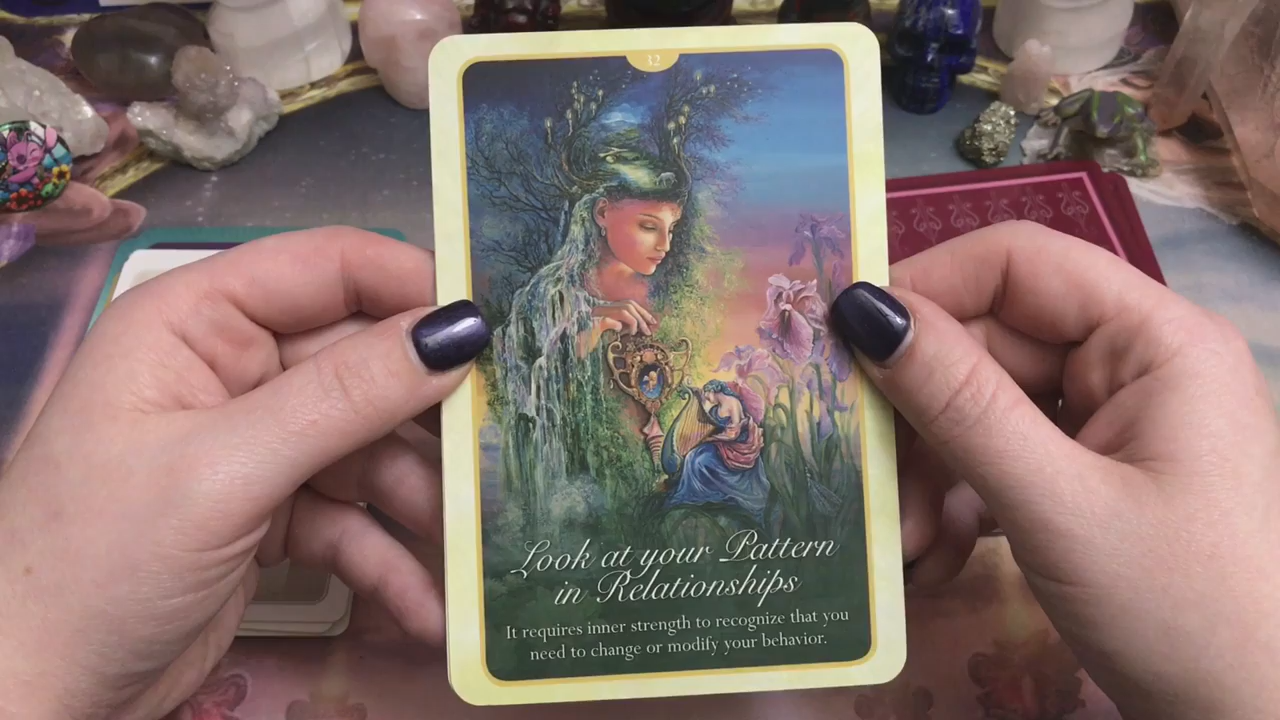 32
Look at your Pattern
in Relationships
It requires inner strength to recognize that you
need to change or modify your behavior.